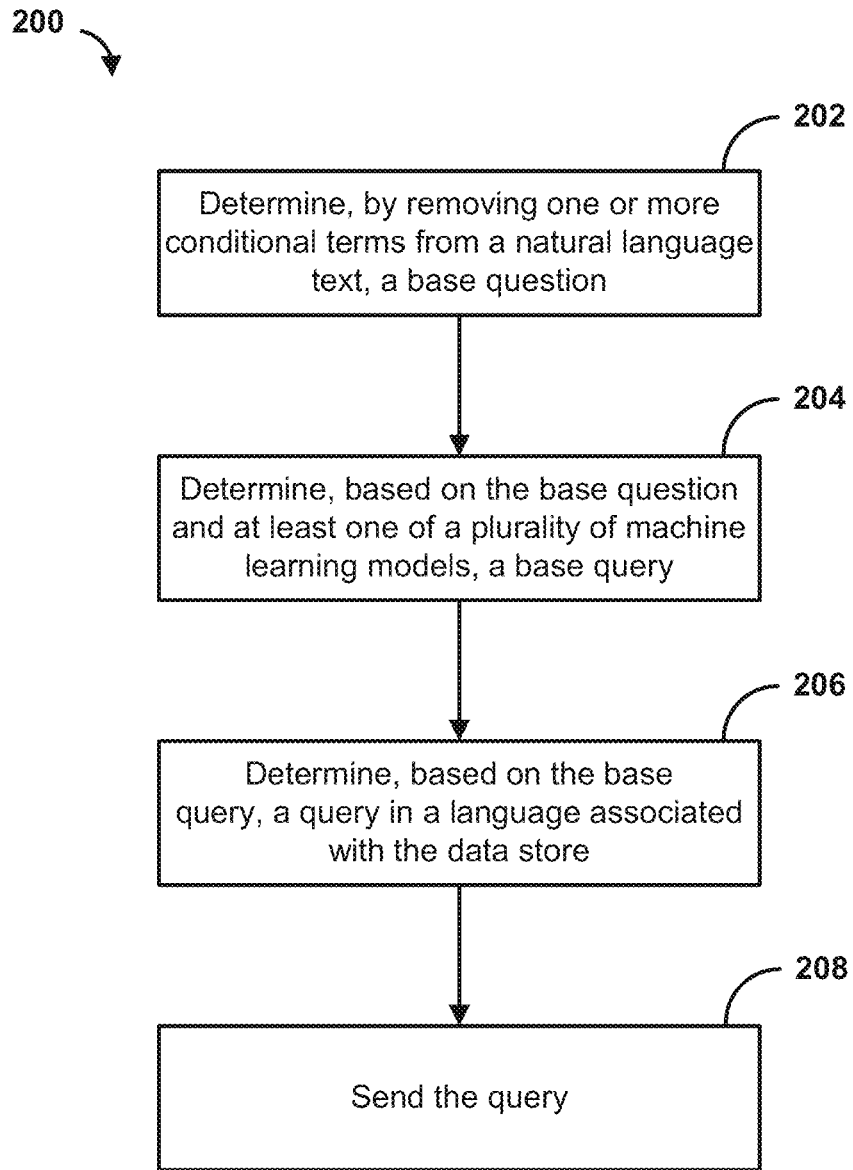 200
202
Determine, by removing one or more
conditional terms from a natural language
text, a base question
204
Determine, based on the base question
and at least one of a plurality of machine
learning models, a base query
206
Determine, based on the base
query, a query in a language associated
with the data store
208
Send the query